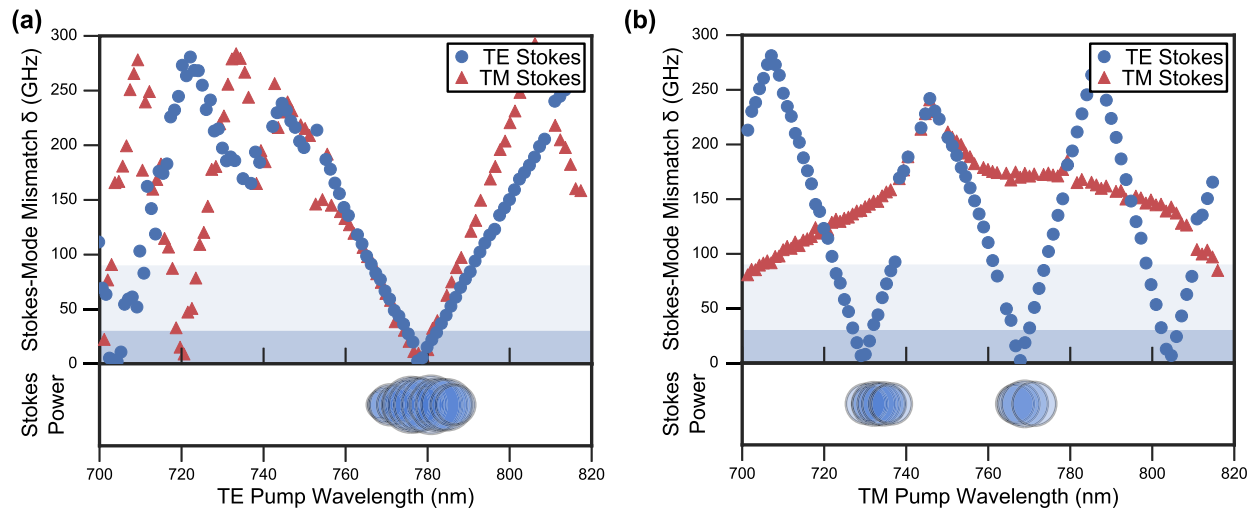 (a)
300
250
200
150
100
50
0
Stokes-Mode Mismatch δ (GHz)
TE Stokes
TM Stokes
Stokes
Power
700
720
740
760
780
800
820
TE Pump Wavelength (nm)
(b)
300
250
200
150
100
50
0
Stokes-Mode Mismatch δ (GHz)
TE Stokes
TM Stokes
Stokes
Power
700
720
740
760
780
800
820
TM Pump Wavelength (nm)